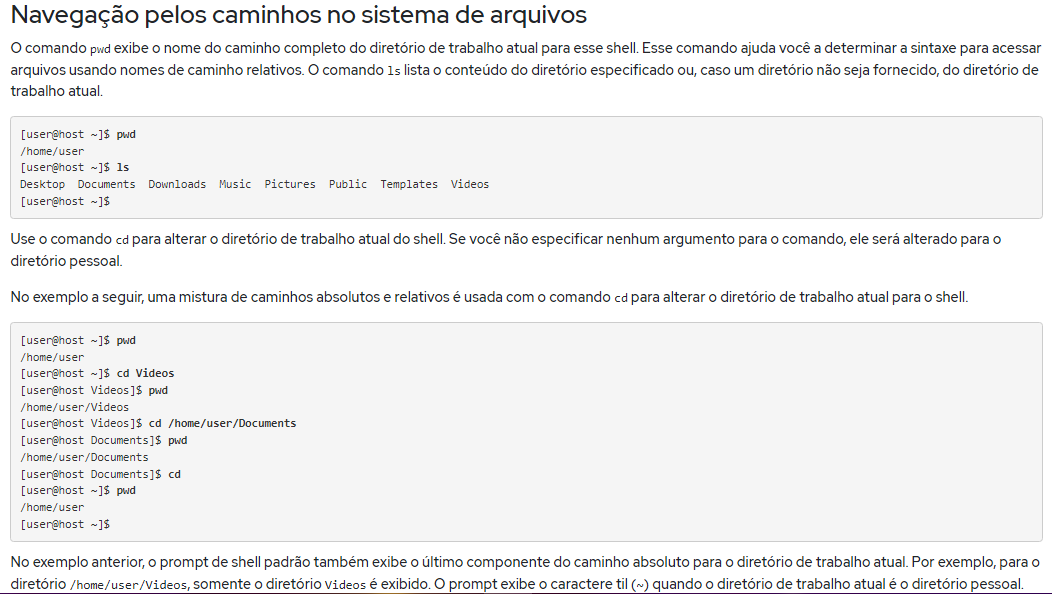 Navegação pelos caminhos no sistema de arquivos
O comando pwd exibe o nome do caminho completo do diretório de trabalho atual para esse shell. Esse comando ajuda você a determinar a sintaxe para acessar
arquivos usando nomes de caminho relativos. O comando ls lista o conteúdo do diretório especificado ou, caso um diretório não seja fornecido, do diretório de
trabalho atual.
[user@host ~]$ pwd
/home/user
[user@host ~]$ ls
Desktop  Documents  Downloads  Music  Pictures  Public  Templates  Videos
[user@host ~]$
Use o comando cd para alterar o diretório de trabalho atual do shell. Se você não especificar nenhum argumento para o comando, ele será alterado para o
diretório pessoal.
No exemplo a seguir, uma mistura de caminhos absolutos e relativos é usada com o comando cd para alterar o diretório de trabalho atual para o shell.
[user@host ~]$ pwd
/home/user
[user@host ~]$ cd Videos
[user@host Videos]$ pwd
/home/user/Videos
[user@host Videos]$ cd /home/user/Documents
[user@host Documents]$ pwd
/home/user/Documents
[user@host Documents]$ cd
[user@host ~]$ pwd
/home/user
[user@host ~]$
No exemplo anterior, o prompt de shell padrão também exibe o último componente do caminho absoluto para o diretório de trabalho atual. Por exemplo, para o
diretório /home/user/Videos, somente o diretório Videos é exibido. O prompt exibe o caractere til (~) quando o diretório de trabalho atual é o diretório pessoal.